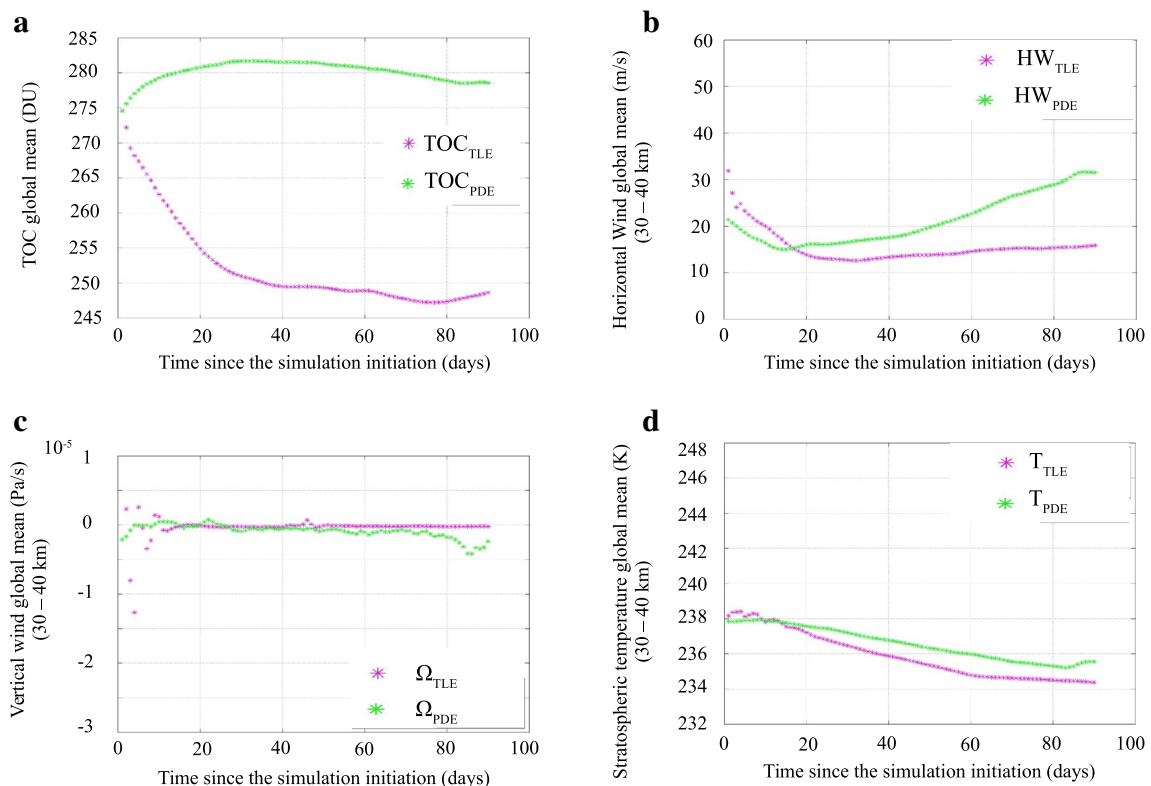 a
TOC global mean (DU)
285
280
275
270
265
260
255
250
245
TOC_TLE
TOC_PDE
0 20 40 60 80 100
Time since the simulation initiation (days)
b
Horizontal Wind global mean (m/s)
(30 – 40 km)
60
50
40
30
20
10
0
HW_TLE
HW_PDE
0 20 40 60 80 100
Time since the simulation initiation (days)
c
Vertical wind global mean (Pa/s)
(30 – 40 km)
10^-5
1
0
-1
-2
-3
Ω_TLE
Ω_PDE
0 20 40 60 80 100
Time since the simulation initiation (days)
d
Stratospheric temperature global mean (K)
(30 – 40 km)
248
246
244
242
240
238
236
234
232
T_TLE
T_PDE
0 20 40 60 80 100
Time since the simulation initiation (days)